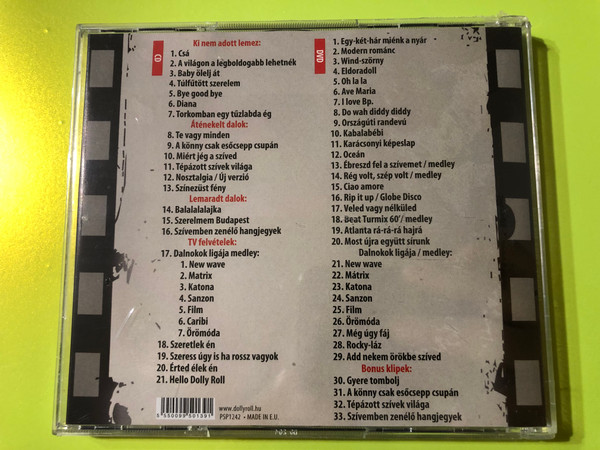 Ki nem adott lemez:
CD
1. Csá
2. A világon a legboldogabb lehetnék
3. Baby ölelj át
4. Túlfűtött szerelem
5. Bye good bye
6. Diana
7. Torkomban egy tűzlabda ég
Áténekelt dalok:
8. Te vagy minden
9. A könny csak esőcsepp csupán
10. Miért jég a szíved
11. Tépázott szívek világa
12. Nosztalgia / Új verzió
13. Színezüst fény
Lemaradt dalok:
14. Balalalalajka
15. Szerelmem Budapest
16. Szívemben zenélő hangjegyek
TV felvételek:
17. Dalnokok ligája medley:
1. New wave
2. Matrix
3. Katona
4. Sanzon
5. Film
6. Caribi
7. Örömóda
18. Szeretlek én
19. Szeress úgy is ha rossz vagyok
20. Érted élek én
21. Hello Dolly Roll
5 550099 501391
www.dollyroll.hu
PSP1242 • MADE IN E.U.
DVD
1. Egy-két-hár miénk a nyár
2. Modern románc
3. Wind-szörny
4. Eldoradoll
5. Oh la la
6. Ave Maria
7. I love Bp.
8. Do wah diddy diddy
9. Országúti randevú
10. Kabalabébi
11. Karácsonyi képeslap
12. Oceán
13. Ébreszd fel a szívemet / medley
14. Rég volt, szép volt / medley
15. Ciao amore
16. Rip it up / Globe Disco
17. Veled vagy nélküled
18. Beat Turmix 60'/ medley
19. Atlanta rá-rá-rá hajrá
20. Most újra együtt sírunk
Dalnokok ligája / medley:
21. New wave
22. Mátrix
23. Katona
24. Sanzon
25. Film
26. Örömóda
27. Még úgy fáj
28. Rocky-láz
29. Add nekem örökbe szíved
Bonus klipek:
30. Gyere tombolj
31. A könny csak esőcsepp csupán
32. Tépázott szívek világa
33. Szívemben zenélő hangjegyek